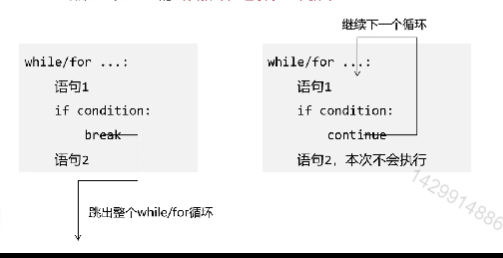 继续下一个循环
while/for ...:
语句1
if condition:
break
语句2
跳出整个while/for循环
while/for ...:
语句1
if condition:
continue
语句2，本次不会执行
1429914886